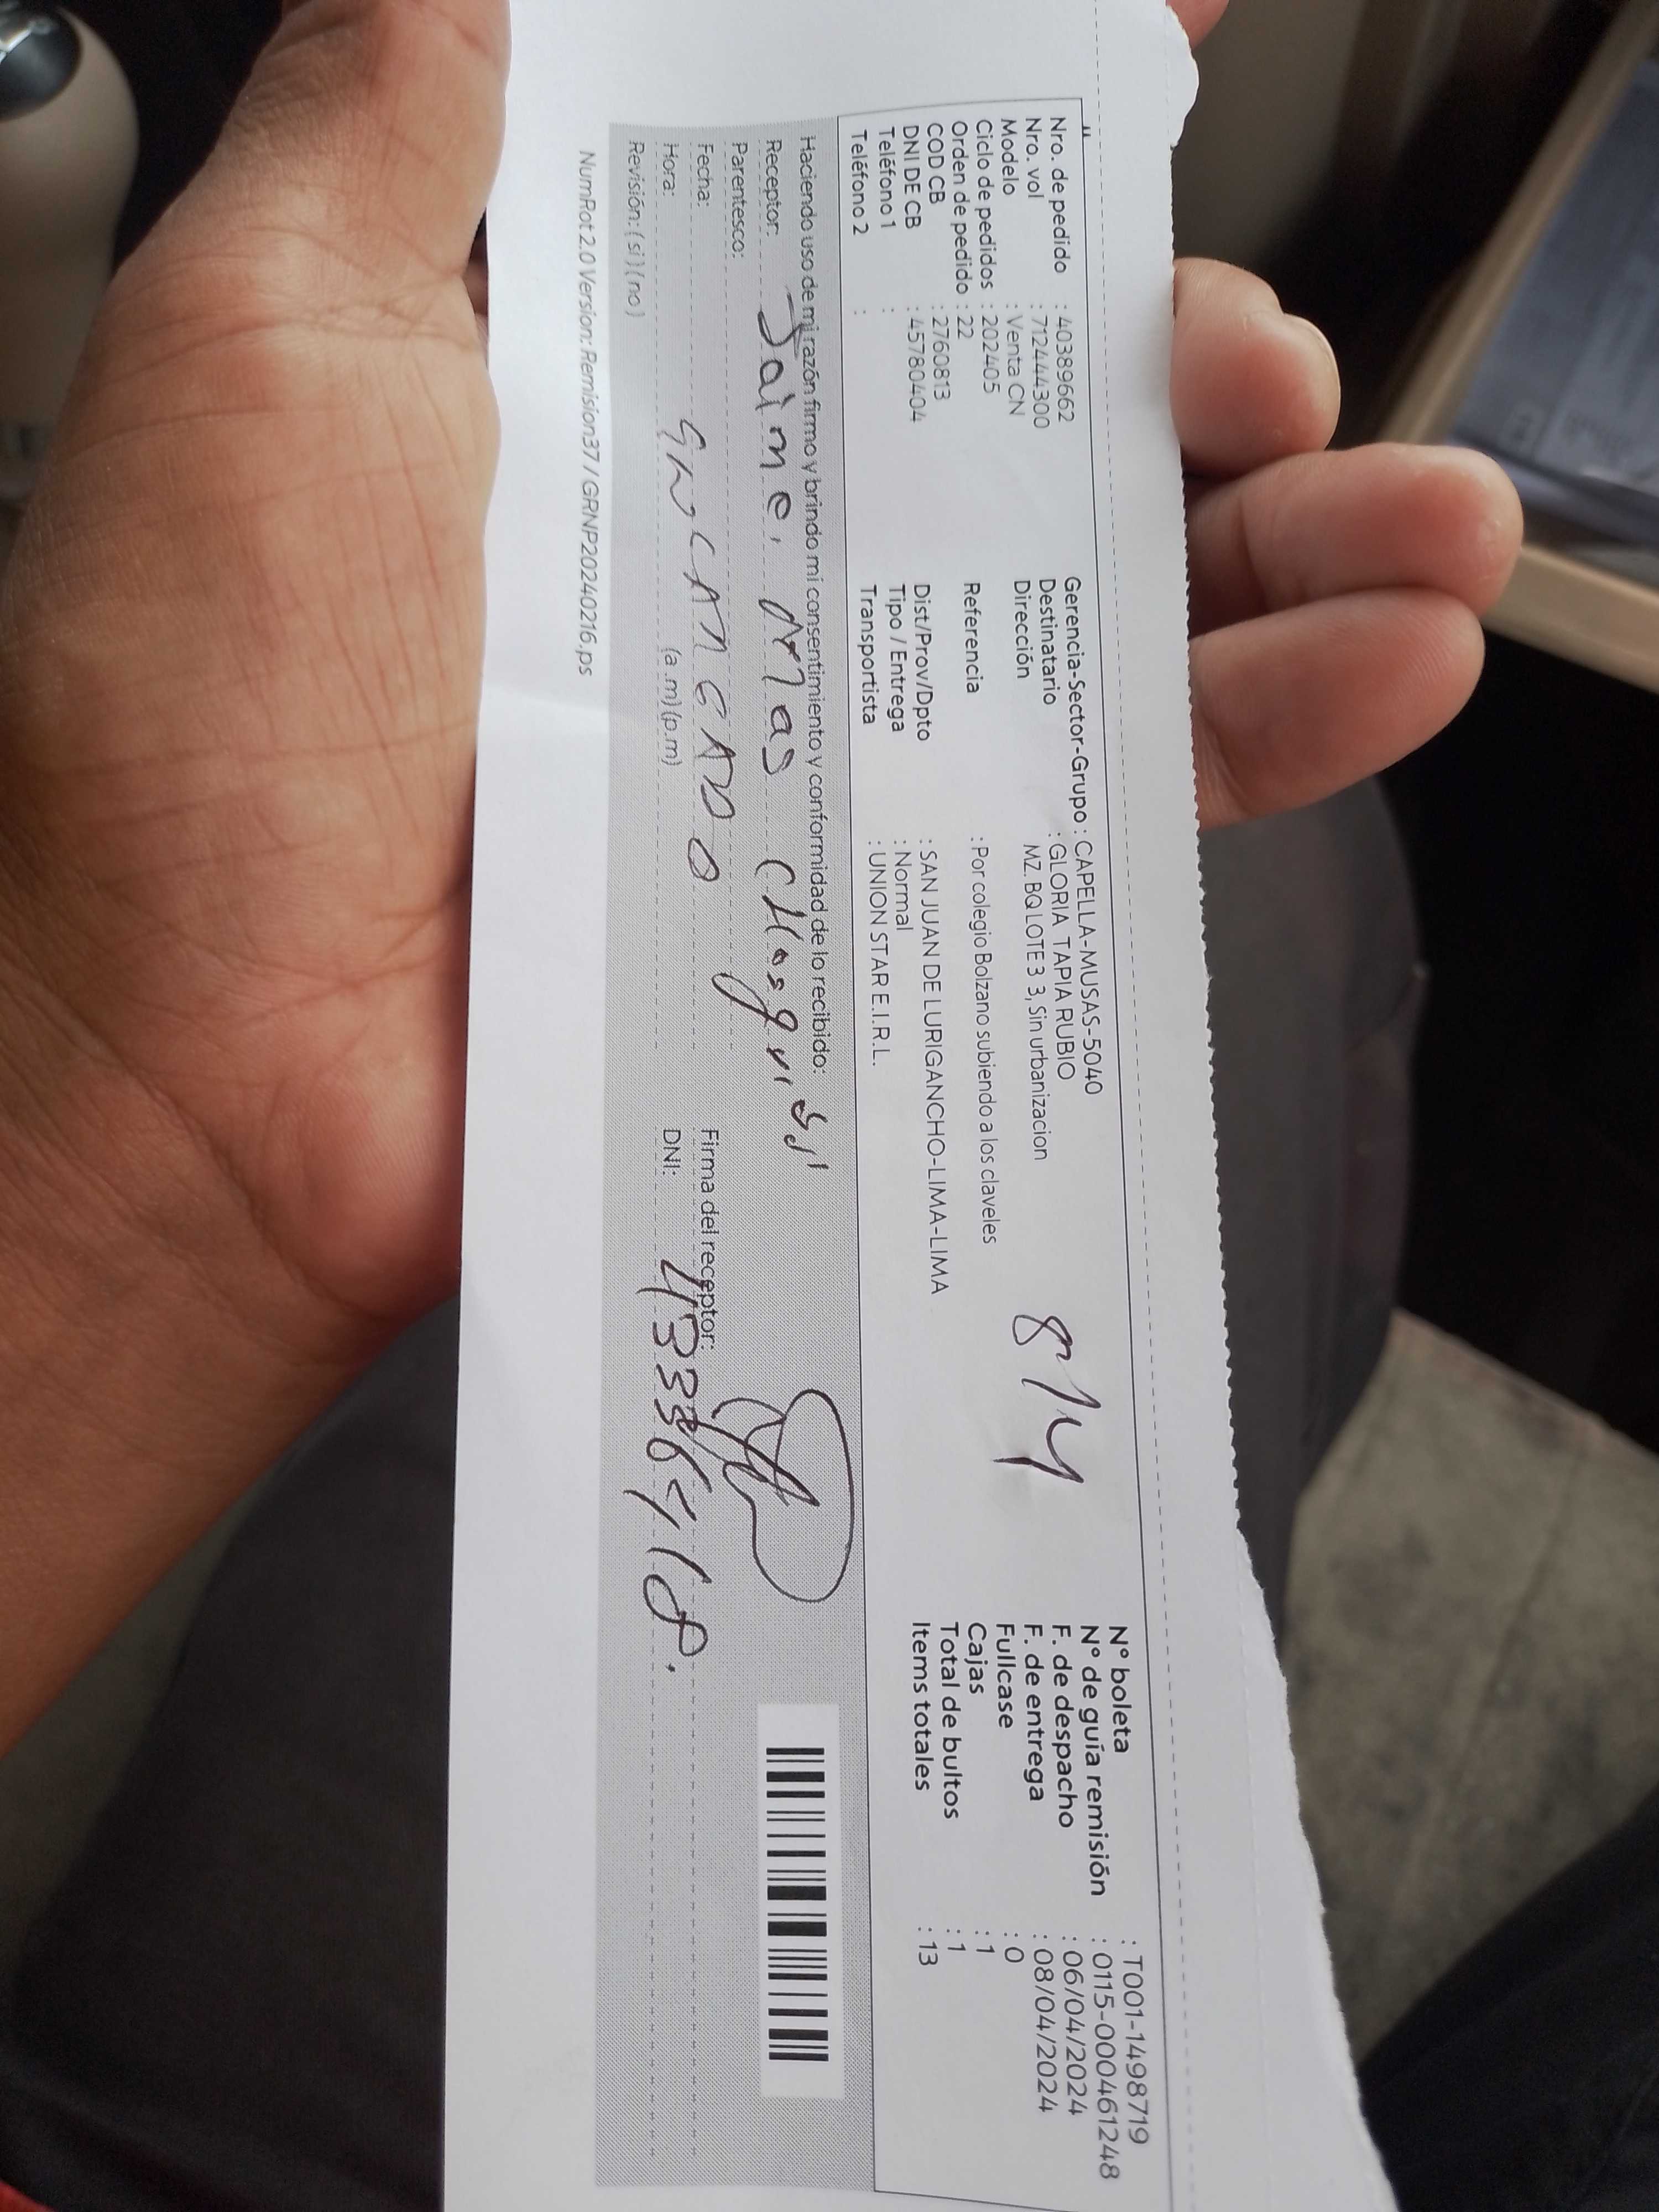 Nro. de pedido : 40389662
Nro. vol : 712444300
Modelo : Venta CN
Ciclo de pedidos : 202405
Orden de pedido : 22
COD CB : 2760813
DNI DE CB : 45780404
Teléfono 1 :
Teléfono 2 :
Gerencia-Sector-Grupo : CAPELLA-MUSAS-5040
Destinatario : GLORIA TAPIA RUBIO
Dirección MZ. BQ LOTE 3 3, Sin urbanizacion
Referencia : Por colegio Bolzano subiendo a los claveles
Dist/Prov/Dpto : SAN JUAN DE LURIGANCHO-LIMA-LIMA
Tipo / Entrega : Normal
Transportista : UNION STAR E.I.R.L.
N° boleta : T001-1498719
N° de guía remisión : 0115-000461248
F. de despacho : 06/04/2024
F. de entrega : 08/04/2024
Fullcase : 0
Cajas : 1
Total de bultos : 1
Items totales : 13
Haciendo uso de mi razón firmo y brindo mi consentimiento y conformidad de lo recibido:
Receptor: Jaime
Parentesco:
Fecha:
Hora: (a .m) (p.m)
Revisión: ( si ) ( no )
Firma del receptor:
DNI:
NumRot 2.0 Version: Remision37 / GRNP20240216.ps